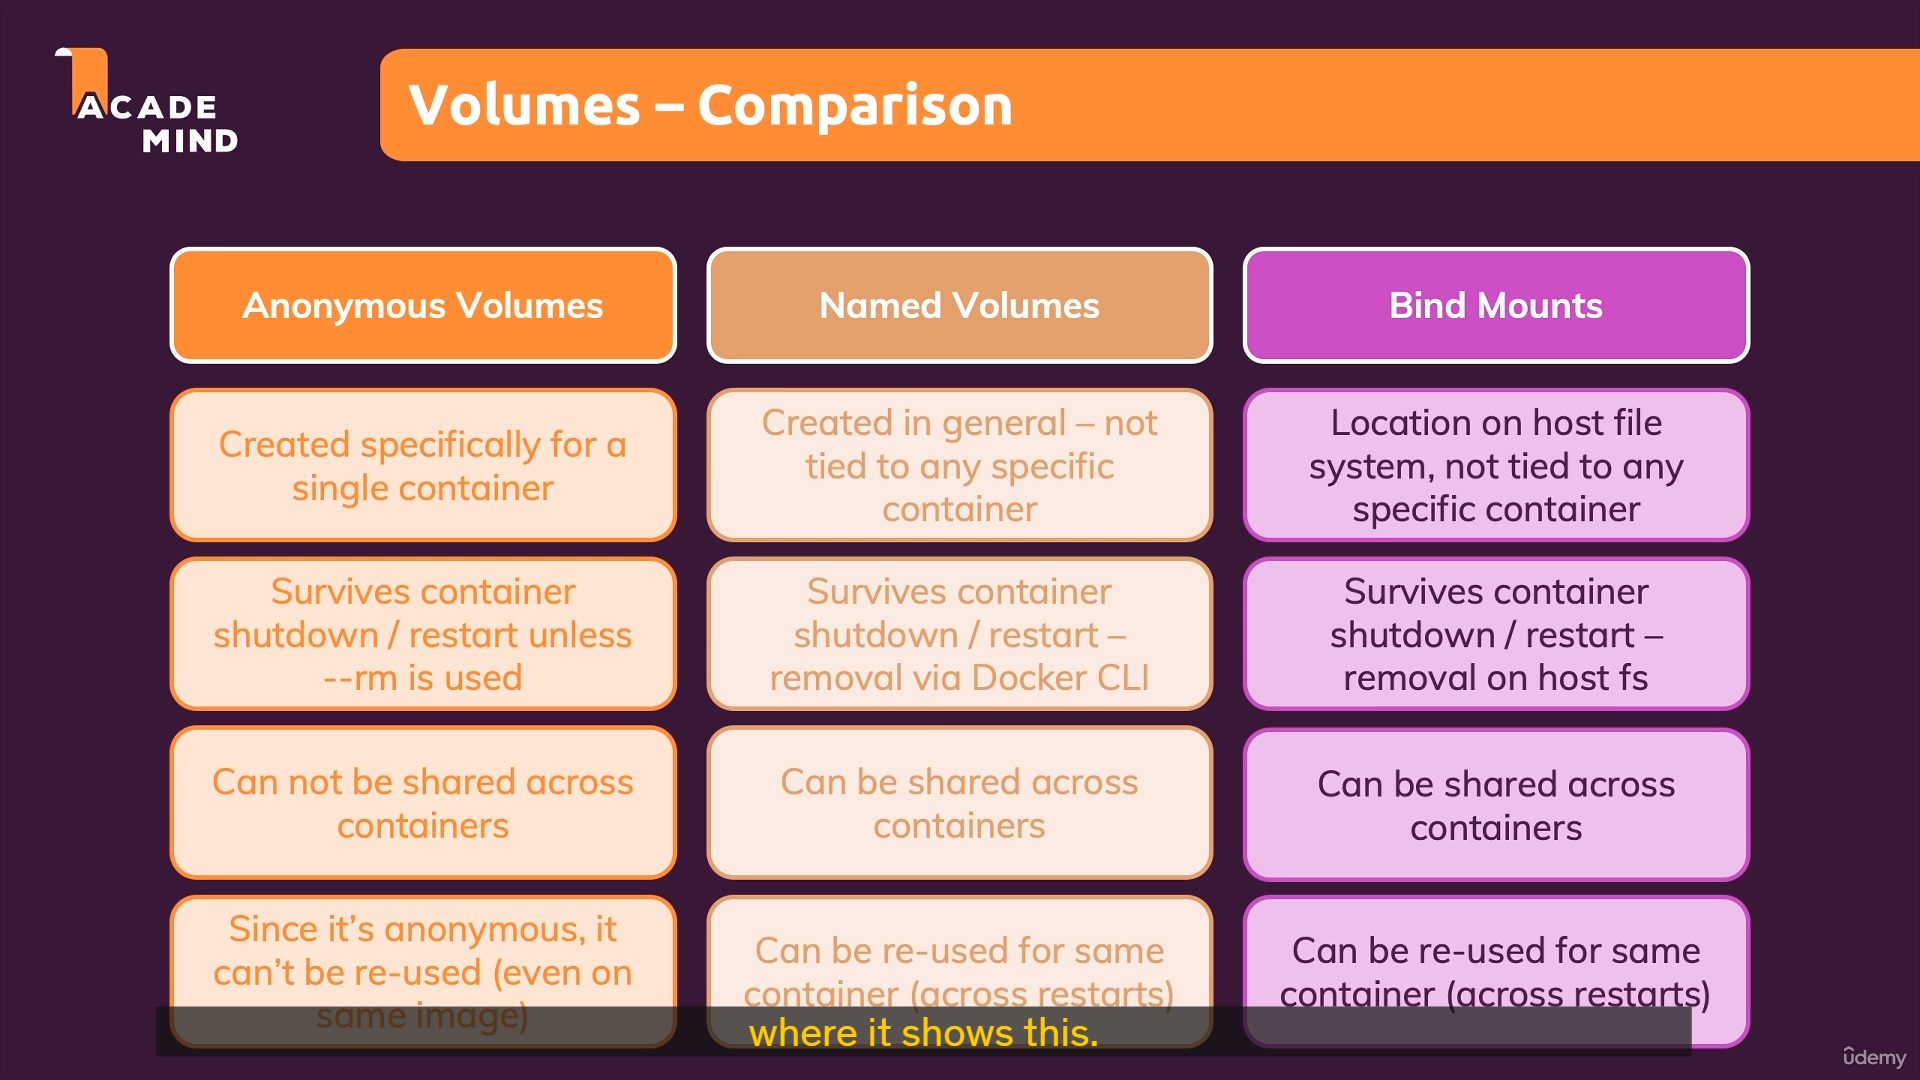 ACADE
MIND
Volumes – Comparison
Anonymous Volumes
Named Volumes
Bind Mounts
Created specifically for a
single container
Created in general – not
tied to any specific
container
Location on host file
system, not tied to any
specific container
Survives container
shutdown / restart unless
--rm is used
Survives container
shutdown / restart –
removal via Docker CLI
Survives container
shutdown / restart –
removal on host fs
Can not be shared across
containers
Can be shared across
containers
Can be shared across
containers
Since it’s anonymous, it
can’t be re-used (even on
same image)
Can be re-used for same
container (across restarts)
Can be re-used for same
container (across restarts)
where it shows this.
ûdemy